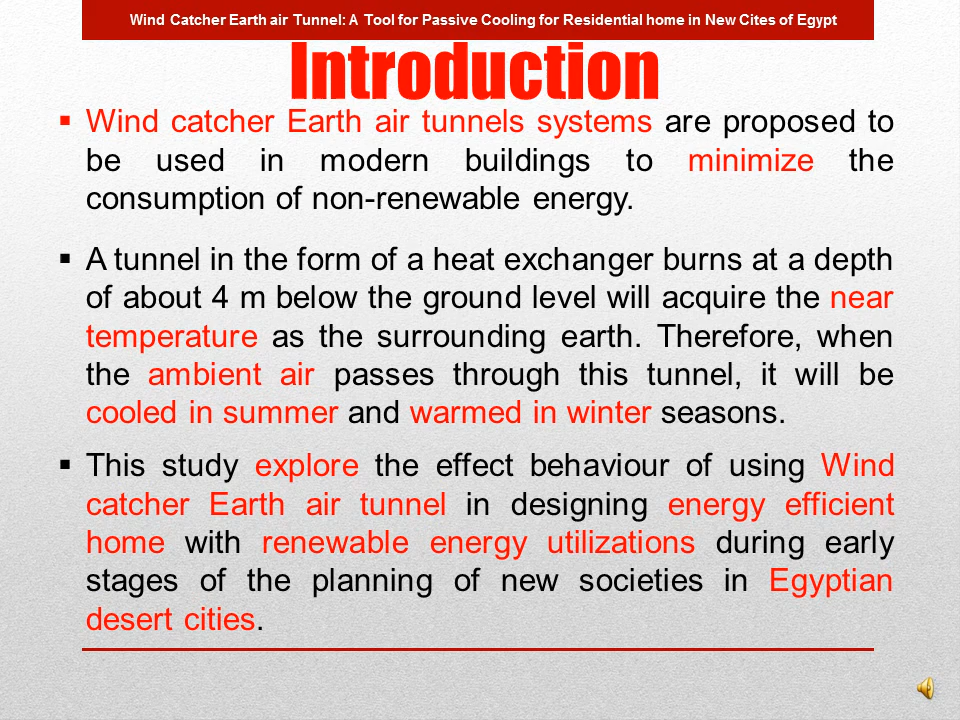 Wind Catcher Earth air Tunnel: A Tool for Passive Cooling for Residential home in New Cites of Egypt
Introduction
▪ Wind catcher Earth air tunnels systems are proposed to
be used in modern buildings to minimize the
consumption of non-renewable energy.
▪ A tunnel in the form of a heat exchanger burns at a depth
of about 4 m below the ground level will acquire the near
temperature as the surrounding earth. Therefore, when
the ambient air passes through this tunnel, it will be
cooled in summer and warmed in winter seasons.
▪ This study explore the effect behaviour of using Wind
catcher Earth air tunnel in designing energy efficient
home with renewable energy utilizations during early
stages of the planning of new societies in Egyptian
desert cities.